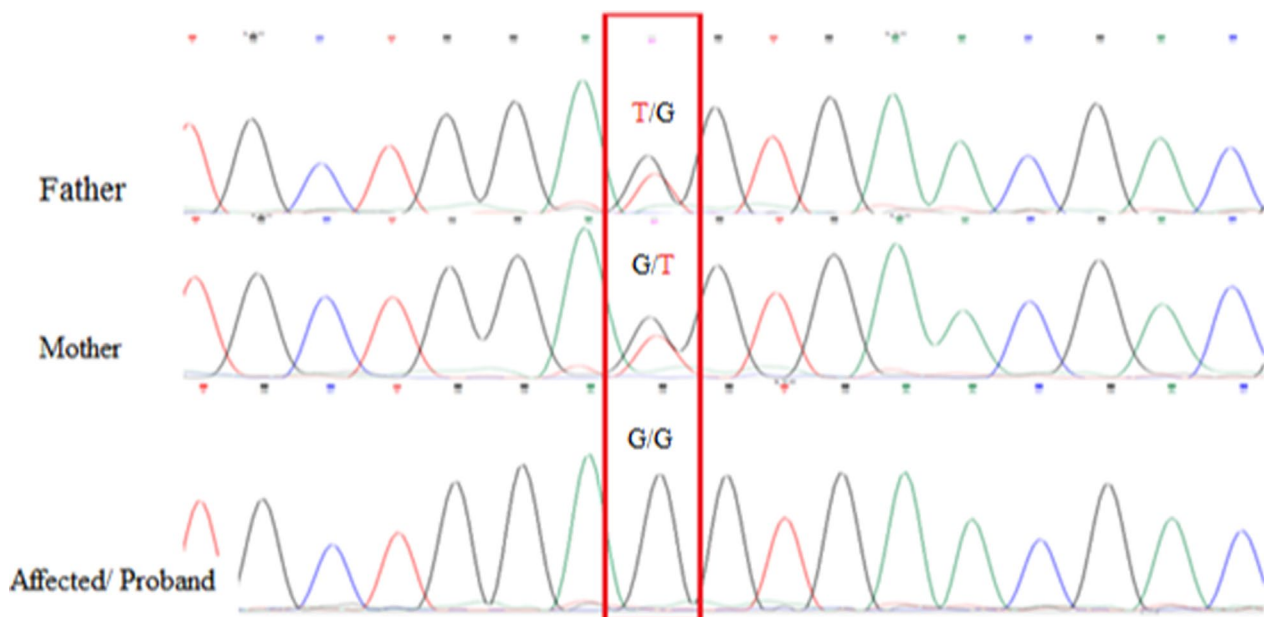 T/G
Father
G/T
Mother
G/G
Affected/ Proband